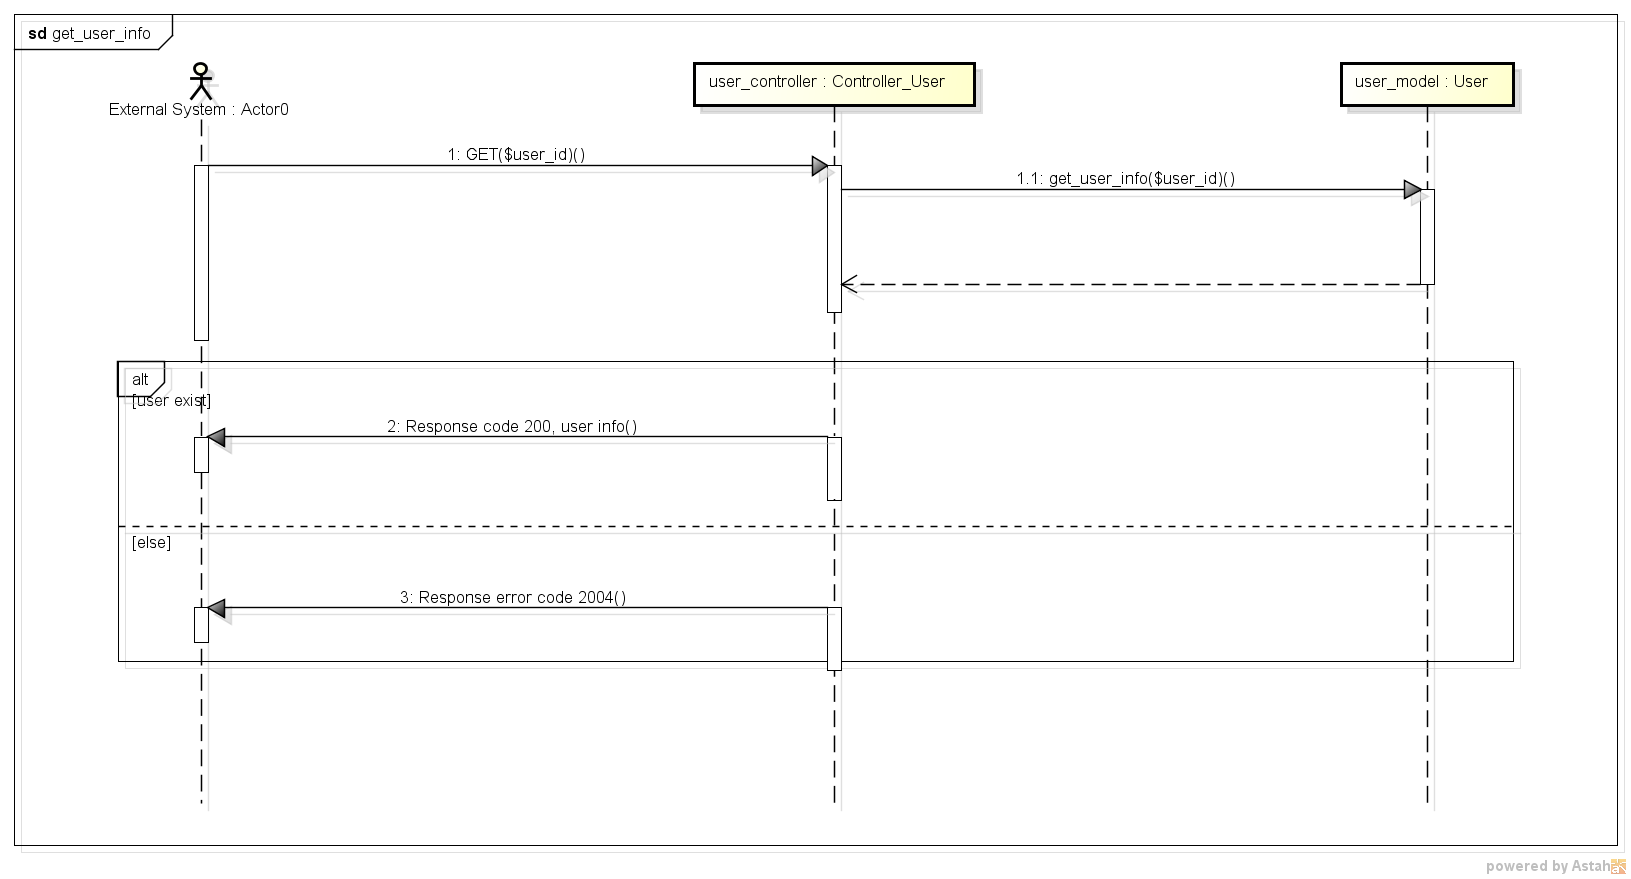 sd get_user_info
External System : Actor0
user_controller : Controller_User
user_model : User
1: GET($user_id)()
1.1: get_user_info($user_id)()
alt
[user exist]
2: Response code 200, user info()
[else]
3: Response error code 2004()
powered by Astah